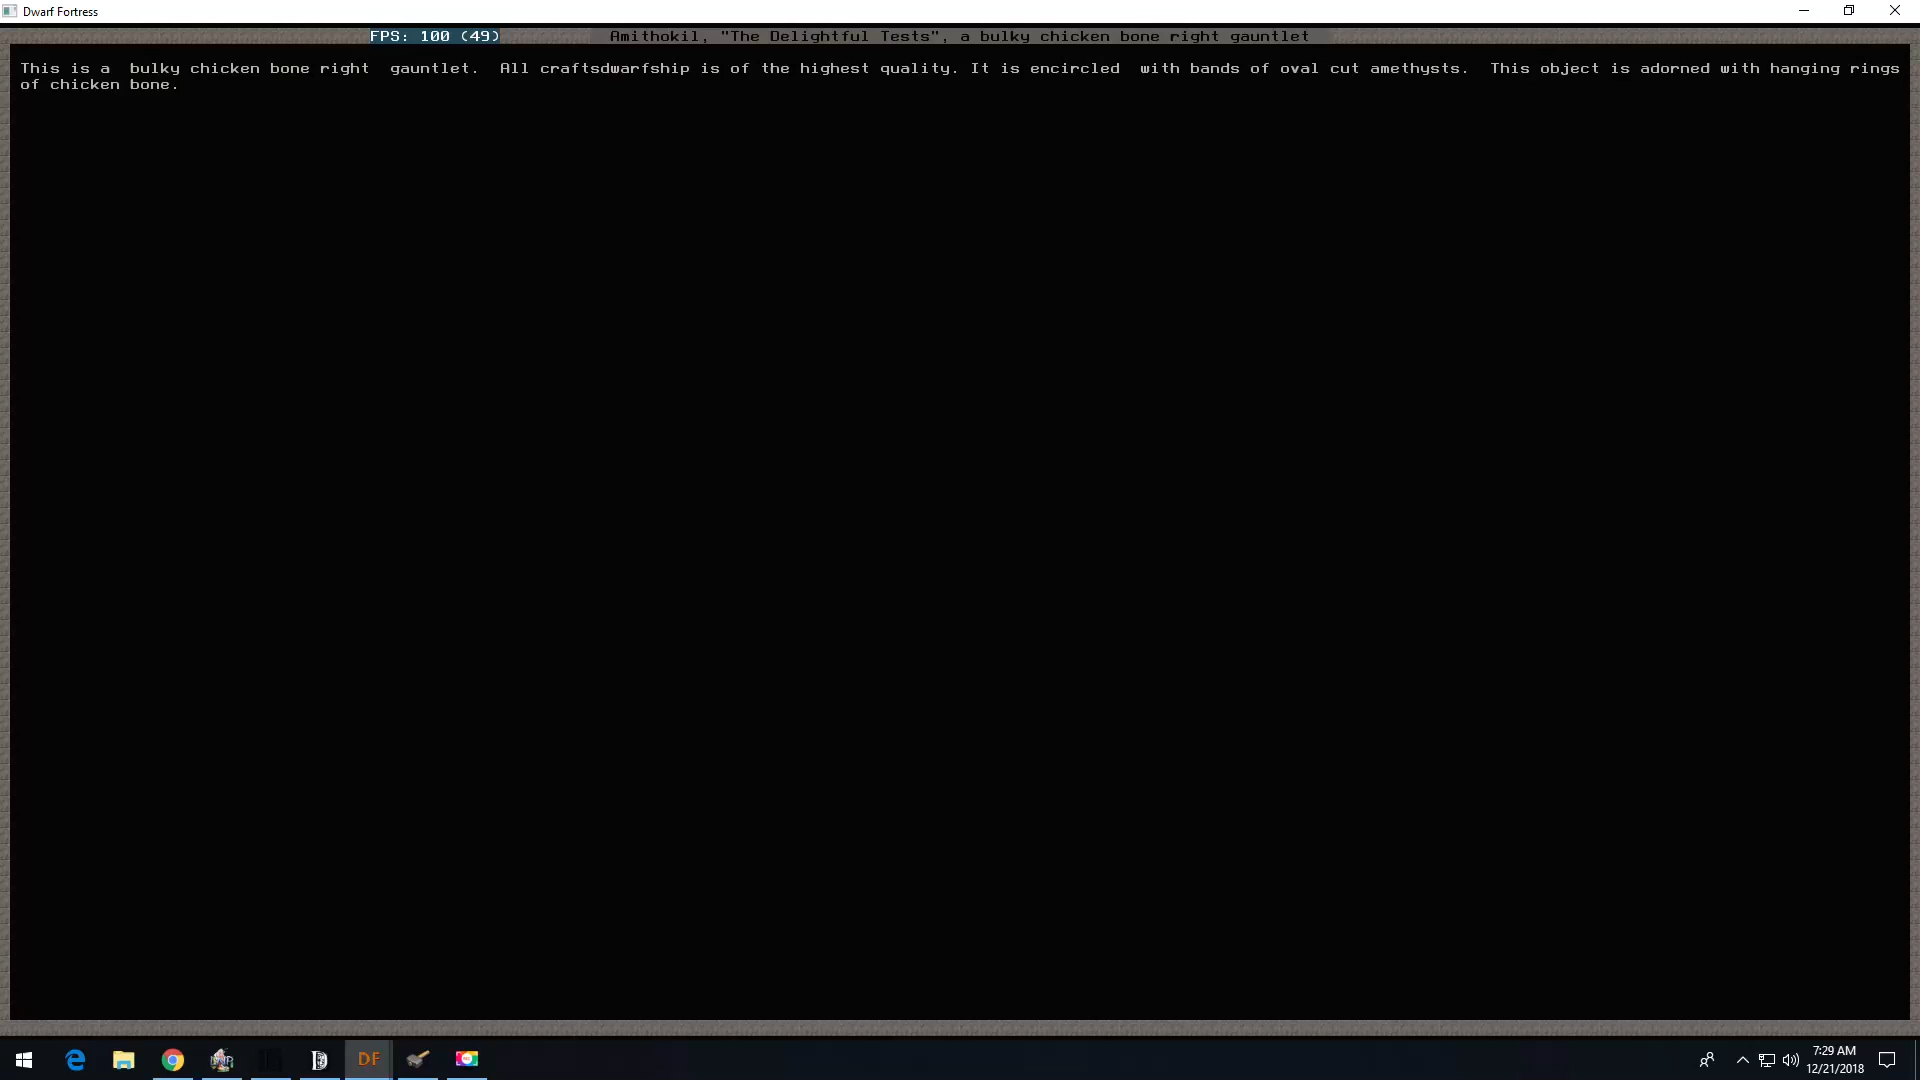 Dwarf Fortress
FPS: 100 (49) Amithokil, "The Delightful Tests", a bulky chicken bone right gauntlet
This is a  bulky chicken bone right  gauntlet.  All craftsdwarfship is of the highest quality. It is encircled  with bands of oval cut amethysts.  This object is adorned with hanging rings
of chicken bone.
DF
7:29 AM
12/21/2018